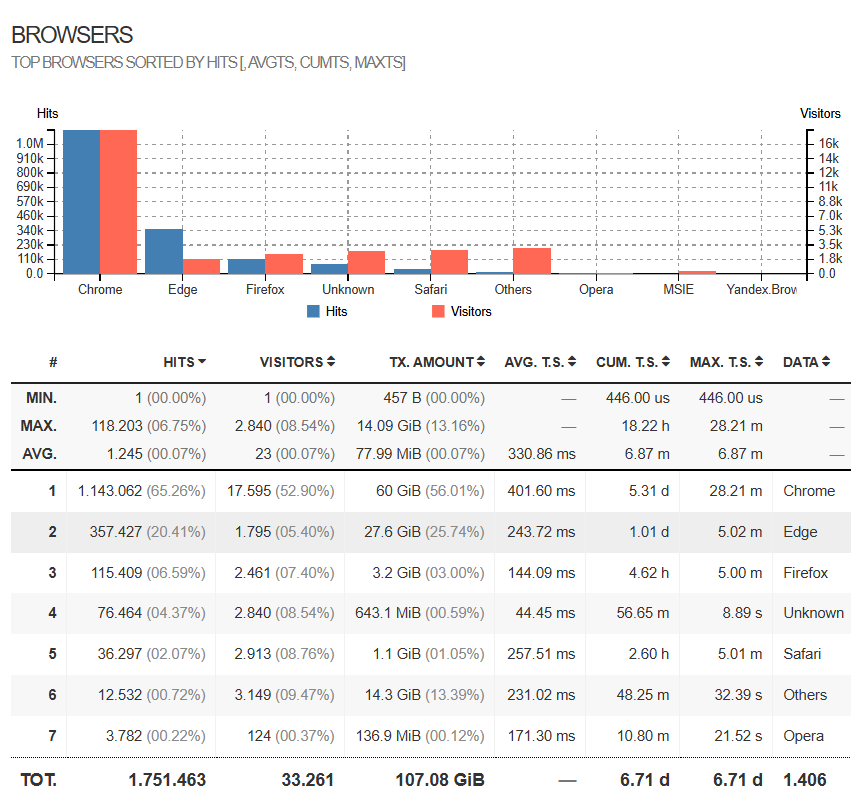 BROWSERS
TOP BROWSERS SORTED BY HITS [, AVGTS, CUMTS, MAXTS]
Hits Visitors
1.0M 16k
910k 14k
800k 12k
690k 11k
570k 8.8k
460k 7.0k
340k 5.3k
230k 3.5k
110k 1.8k
0.0 0.0
Chrome Edge Firefox Unknown Safari Others Opera MSIE Yandex.Brow
Hits Visitors
# HITS VISITORS TX. AMOUNT AVG. T.S. CUM. T.S. MAX. T.S. DATA
MIN. 1 (00.00%) 1 (00.00%) 457 B (00.00%) — 446.00 us 446.00 us —
MAX. 118.203 (06.75%) 2.840 (08.54%) 14.09 GiB (13.16%) — 18.22 h 28.21 m —
AVG. 1.245 (00.07%) 23 (00.07%) 77.99 MiB (00.07%) 330.86 ms 6.87 m 6.87 m —
1 1.143.062 (65.26%) 17.595 (52.90%) 60 GiB (56.01%) 401.60 ms 5.31 d 28.21 m Chrome
2 357.427 (20.41%) 1.795 (05.40%) 27.6 GiB (25.74%) 243.72 ms 1.01 d 5.02 m Edge
3 115.409 (06.59%) 2.461 (07.40%) 3.2 GiB (03.00%) 144.09 ms 4.62 h 5.00 m Firefox
4 76.464 (04.37%) 2.840 (08.54%) 643.1 MiB (00.59%) 44.45 ms 56.65 m 8.89 s Unknown
5 36.297 (02.07%) 2.913 (08.76%) 1.1 GiB (01.05%) 257.51 ms 2.60 h 5.01 m Safari
6 12.532 (00.72%) 3.149 (09.47%) 14.3 GiB (13.39%) 231.02 ms 48.25 m 32.39 s Others
7 3.782 (00.22%) 124 (00.37%) 136.9 MiB (00.12%) 171.30 ms 10.80 m 21.52 s Opera
TOT. 1.751.463 33.261 107.08 GiB — 6.71 d 6.71 d 1.406